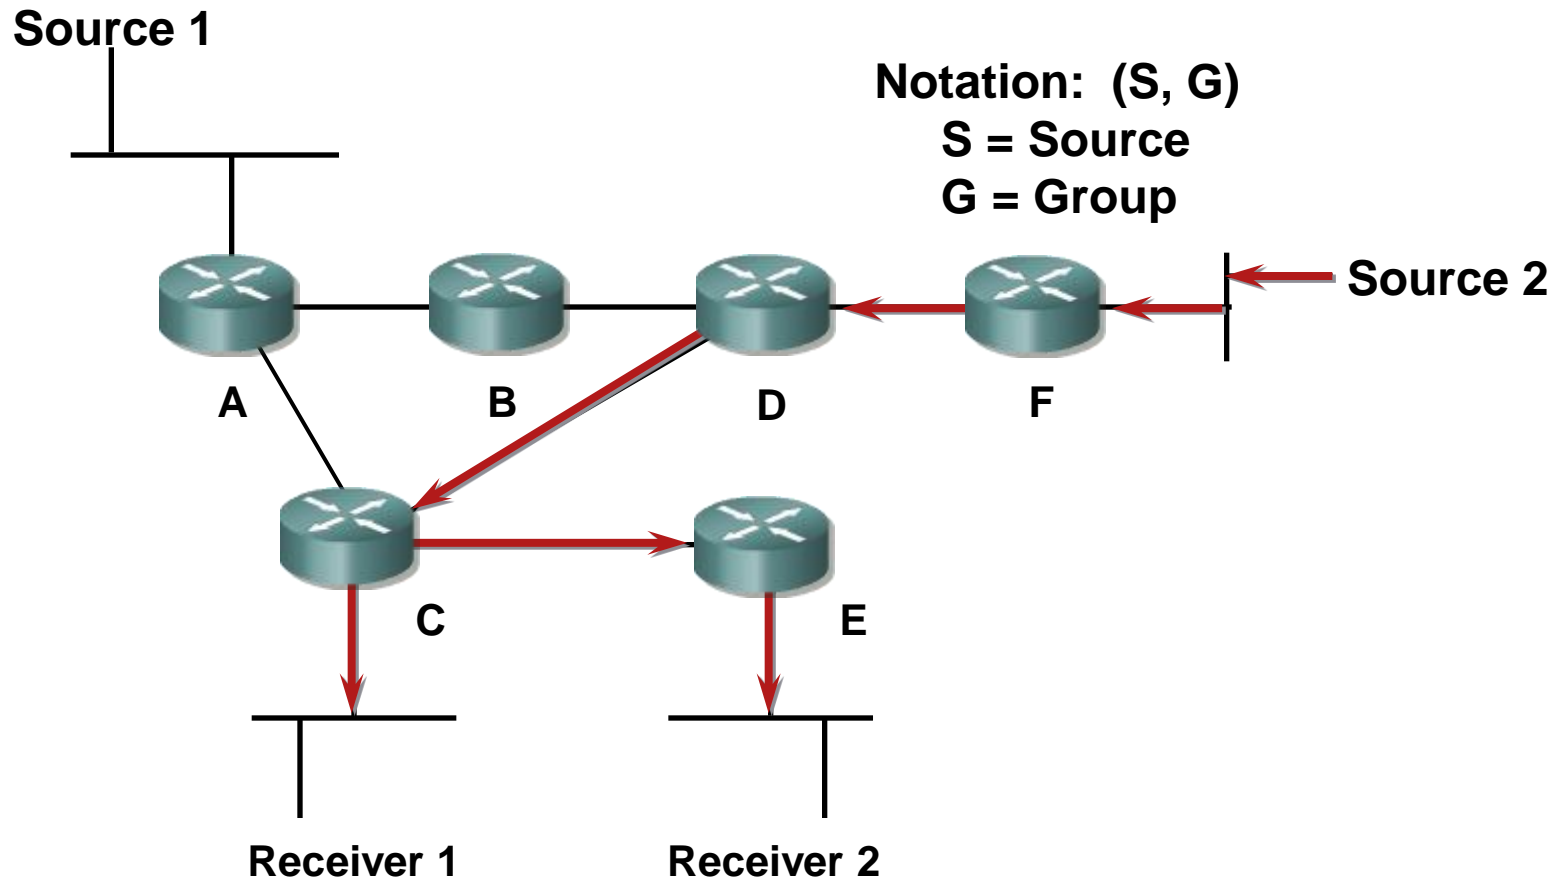 Source 1
Notation: (S, G)
S = Source
G = Group
Source 2
A
B
D
F
C
E
Receiver 1
Receiver 2